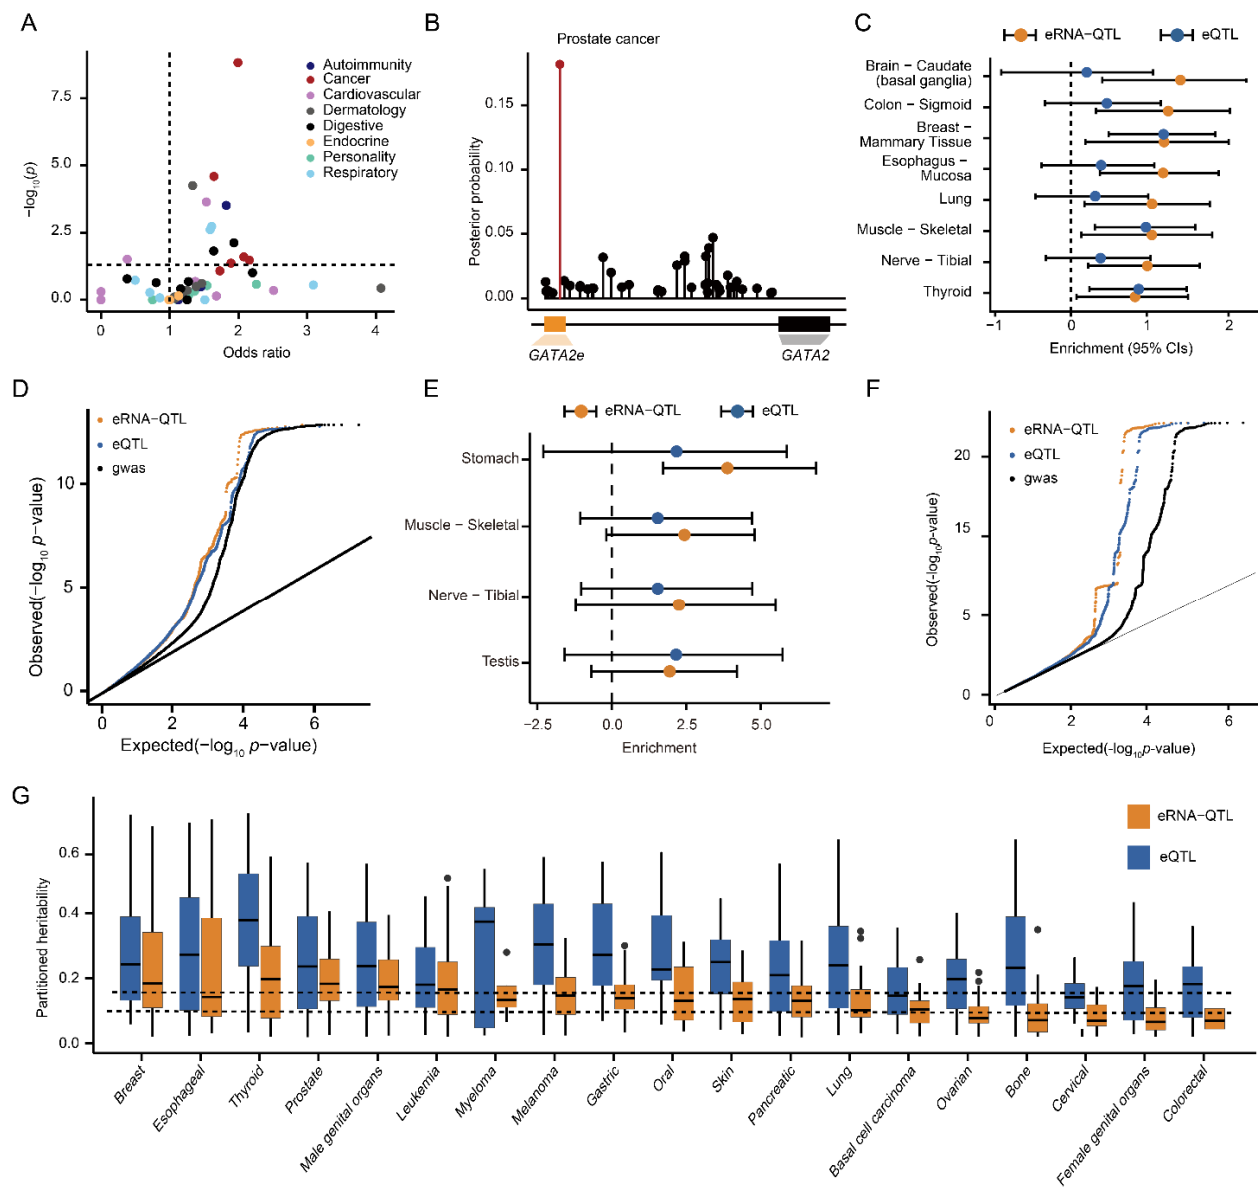 A
−log10(p)
7.5
5.0
2.5
0.0
0
1
2
3
4
Odds ratio
Autoimmunity
Cancer
Cardiovascular
Dermatology
Digestive
Endocrine
Personality
Respiratory
B
Prostate cancer
Posterior probability
0.15
0.10
0.05
0.00
GATA2e
GATA2
C
eRNA−QTL
eQTL
Brain − Caudate
(basal ganglia)
Colon − Sigmoid
Breast −
Mammary Tissue
Esophagus −
Mucosa
Lung
Muscle − Skeletal
Nerve − Tibial
Thyroid
−1
0
1
2
Enrichment (95% CIs)
D
eRNA−QTL
eQTL
gwas
Observed(−log10 p−value)
10
5
0
0
2
4
6
Expected(−log10 p−value)
E
eRNA−QTL
eQTL
Stomach
Muscle − Skeletal
Nerve − Tibial
Testis
−2.5
0.0
2.5
5.0
Enrichment
F
eRNA−QTL
eQTL
gwas
Observed(-log10p-value)
20
15
5
0
0
2
4
6
Expected(-log10p-value)
G
Partitioned heritability
0.6
0.4
0.2
0.0
eRNA−QTL
eQTL
Breast
Esophageal
Thyroid
Prostate
Male genital organs
Leukemia
Myeloma
Melanoma
Gastric
Oral
Skin
Pancreatic
Lung
Basal cell carcinoma
Ovarian
Bone
Cervical
Female genital organs
Colorectal